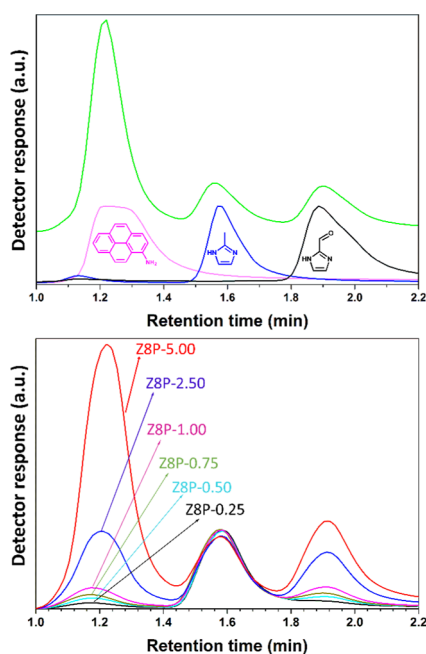 Detector response (a.u.)
NH₂
HN
N
O
HN
N
1.0 1.2 1.4 1.6 1.8 2.0 2.2
Retention time (min)
Detector response (a.u.)
Z8P-5.00
Z8P-2.50
Z8P-1.00
Z8P-0.75
Z8P-0.50
Z8P-0.25
1.0 1.2 1.4 1.6 1.8 2.0 2.2
Retention time (min)